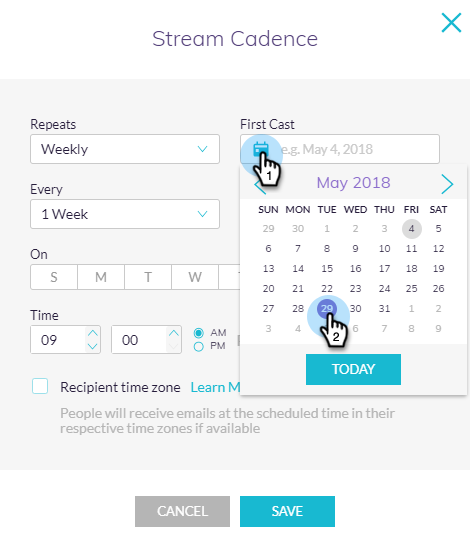 Stream Cadence
Repeats
Weekly
First Cast
e.g. May 4, 2018
1
Every
1 Week
May 2018
SUN MON TUE WED THU FRI SAT
29 30 1 2 3 4 5
6 7 8 9 10 11 12
13 14 15 16 17 18 19
20 21 22 23 24 25 26
27 28 29 30 31 1 2
3 4 6 7 8 9
2
TODAY
On
S M T W T
Time
09 00 AM
PM
Recipient time zone Learn M
People will receive emails at the scheduled time in their
respective time zones if available
CANCEL SAVE